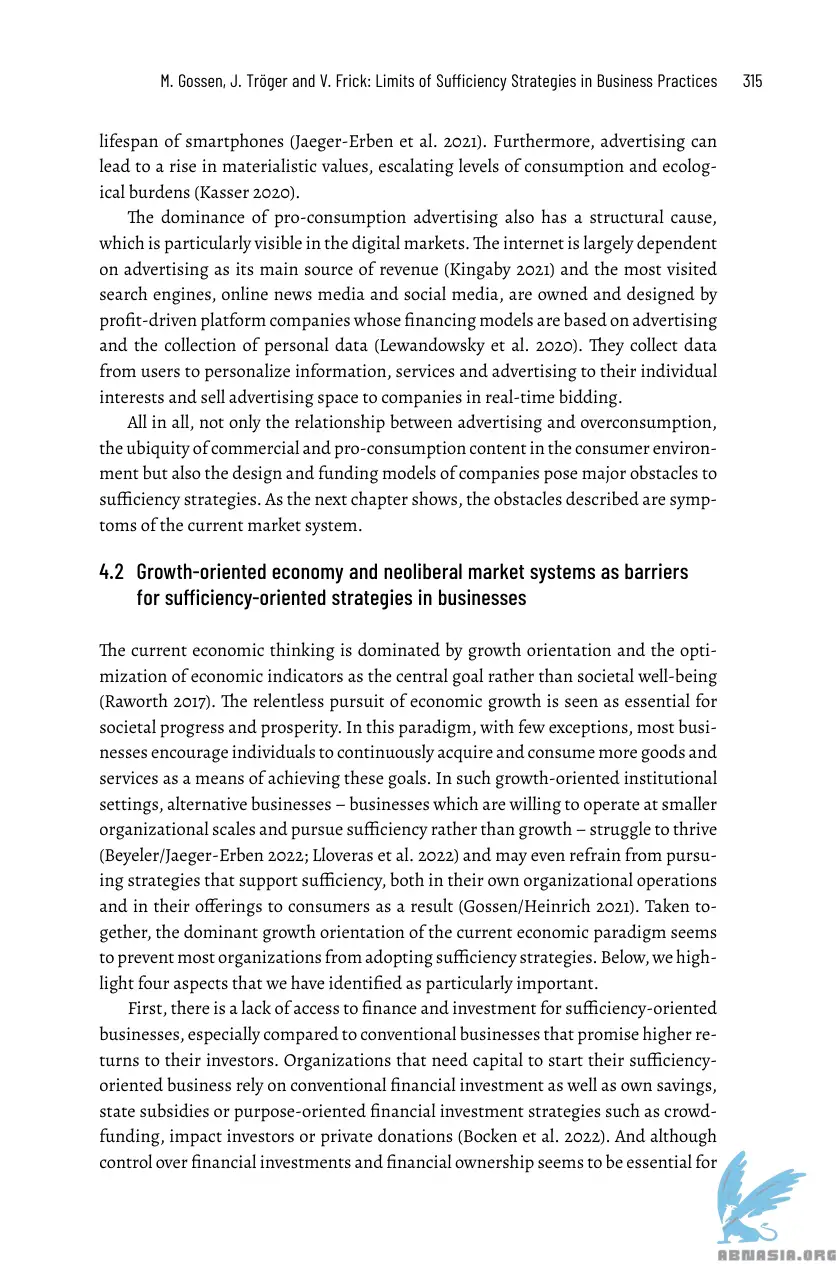 M. Gossen, J. Tröger and V. Frick: Limits of Sufficiency Strategies in Business Practices 315
lifespan of smartphones (Jaeger-Erben et al. 2021). Furthermore, advertising can
lead to a rise in materialistic values, escalating levels of consumption and ecolog-
ical burdens (Kasser 2020).
The dominance of pro-consumption advertising also has a structural cause,
which is particularly visible in the digital markets. The internet is largely dependent
on advertising as its main source of revenue (Kingaby 2021) and the most visited
search engines, online news media and social media, are owned and designed by
profit-driven platform companies whose financing models are based on advertising
and the collection of personal data (Lewandowsky et al. 2020). They collect data
from users to personalize information, services and advertising to their individual
interests and sell advertising space to companies in real-time bidding.
All in all, not only the relationship between advertising and overconsumption,
the ubiquity of commercial and pro-consumption content in the consumer environ-
ment but also the design and funding models of companies pose major obstacles to
sufficiency strategies. As the next chapter shows, the obstacles described are symp-
toms of the current market system.
4.2 Growth-oriented economy and neoliberal market systems as barriers
for sufficiency-oriented strategies in businesses
The current economic thinking is dominated by growth orientation and the opti-
mization of economic indicators as the central goal rather than societal well-being
(Raworth 2017). The relentless pursuit of economic growth is seen as essential for
societal progress and prosperity. In this paradigm, with few exceptions, most busi-
nesses encourage individuals to continuously acquire and consume more goods and
services as a means of achieving these goals. In such growth-oriented institutional
settings, alternative businesses – businesses which are willing to operate at smaller
organizational scales and pursue sufficiency rather than growth – struggle to thrive
(Beyeler/Jaeger-Erben 2022; Lloveras et al. 2022) and may even refrain from pursu-
ing strategies that support sufficiency, both in their own organizational operations
and in their offerings to consumers as a result (Gossen/Heinrich 2021). Taken to-
gether, the dominant growth orientation of the current economic paradigm seems
to prevent most organizations from adopting sufficiency strategies. Below, we high-
light four aspects that we have identified as particularly important.
First, there is a lack of access to finance and investment for sufficiency-oriented
businesses, especially compared to conventional businesses that promise higher re-
turns to their investors. Organizations that need capital to start their sufficiency-
oriented business rely on conventional financial investment as well as own savings,
state subsidies or purpose-oriented financial investment strategies such as crowd-
funding, impact investors or private donations (Bocken et al. 2022). And although
control over financial investments and financial ownership seems to be essential for
ABNASIA.ORG